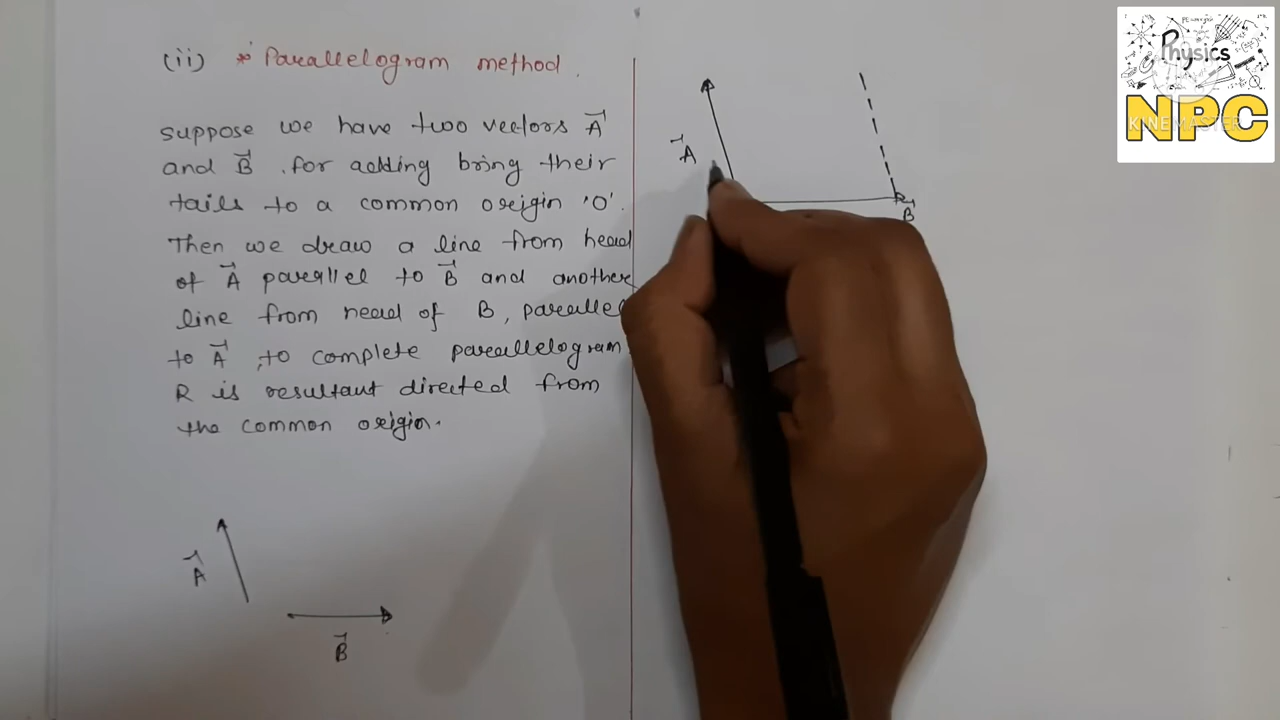 (ii) * Parallelogram method.
suppose we have two vectors A
and B . for adding bring their
tails to a common origin 'O'.
Then we draw a line from head
of A parallel to B and another
line from head of B, parallel
to A , to complete parallelogram
R is resultant directed from
the common origin.
A
B
A
B
Physics
NPC
KINEMASTER